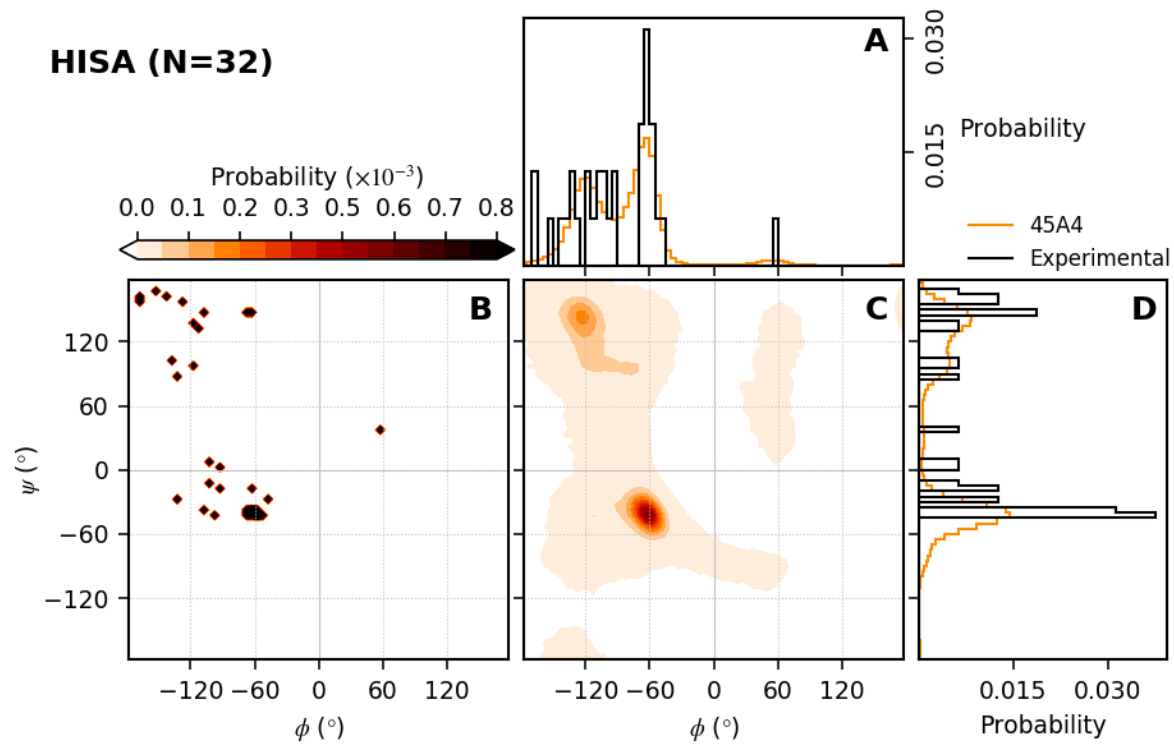 HISA (N=32)
A
0.030
0.015
Probability
Probability (×10⁻³)
0.0 0.1 0.2 0.3 0.5 0.6 0.7 0.8
45A4
Experimental
B
C
D
120
60
0
−60
−120
ψ (°)
−120 −60 0 60 120
ϕ (°)
−120 −60 0 60 120
ϕ (°)
0.015 0.030
Probability